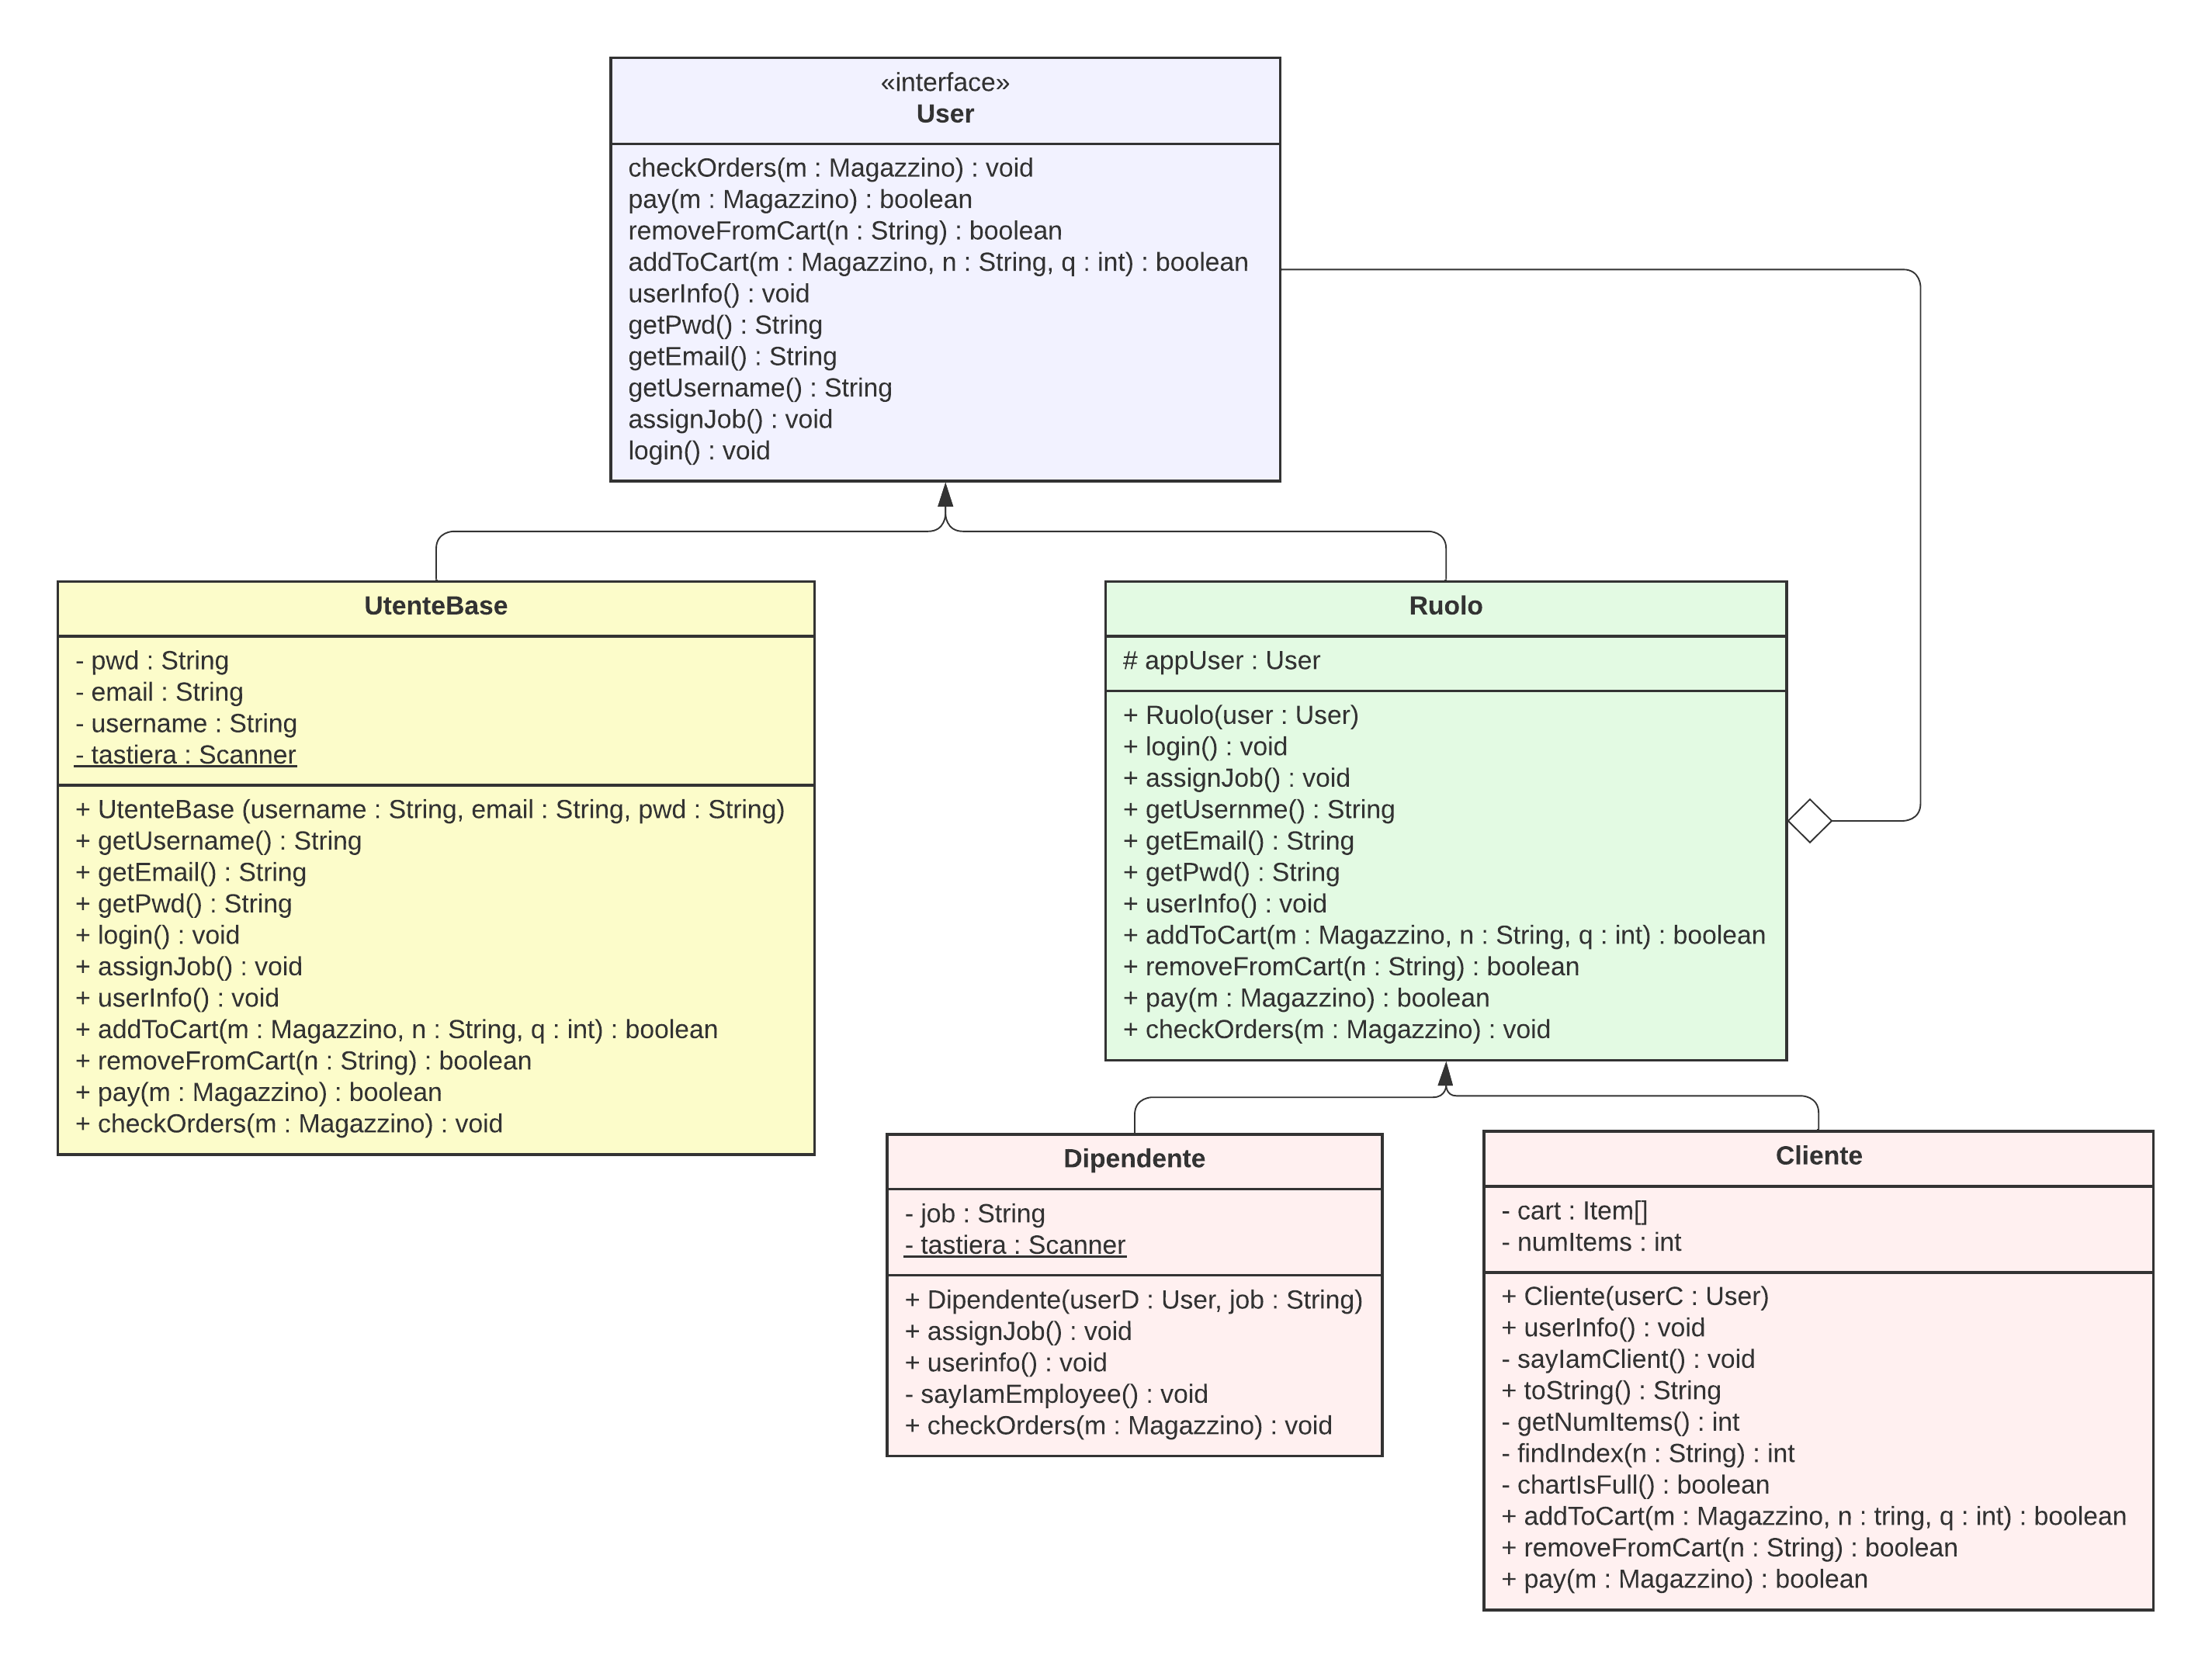 «interface»
User
checkOrders(m : Magazzino) : void
pay(m : Magazzino) : boolean
removeFromCart(n : String) : boolean
addToCart(m : Magazzino, n : String, q : int) : boolean
userInfo() : void
getPwd() : String
getEmail() : String
getUsername() : String
assignJob() : void
login() : void
UtenteBase
- pwd : String
- email : String
- username : String
- tastiera : Scanner
+ UtenteBase (username : String, email : String, pwd : String)
+ getUsername() : String
+ getEmail() : String
+ getPwd() : String
+ login() : void
+ assignJob() : void
+ userInfo() : void
+ addToCart(m : Magazzino, n : String, q : int) : boolean
+ removeFromCart(n : String) : boolean
+ pay(m : Magazzino) : boolean
+ checkOrders(m : Magazzino) : void
Ruolo
# appUser : User
+ Ruolo(user : User)
+ login() : void
+ assignJob() : void
+ getUsernme() : String
+ getEmail() : String
+ getPwd() : String
+ userInfo() : void
+ addToCart(m : Magazzino, n : String, q : int) : boolean
+ removeFromCart(n : String) : boolean
+ pay(m : Magazzino) : boolean
+ checkOrders(m : Magazzino) : void
Dipendente
- job : String
- tastiera : Scanner
+ Dipendente(userD : User, job : String)
+ assignJob() : void
+ userinfo() : void
- sayIamEmployee() : void
+ checkOrders(m : Magazzino) : void
Cliente
- cart : Item[]
- numItems : int
+ Cliente(userC : User)
+ userInfo() : void
- sayIamClient() : void
+ toString() : String
- getNumItems() : int
- findIndex(n : String) : int
- chartIsFull() : boolean
+ addToCart(m : Magazzino, n : tring, q : int) : boolean
+ removeFromCart(n : String) : boolean
+ pay(m : Magazzino) : boolean